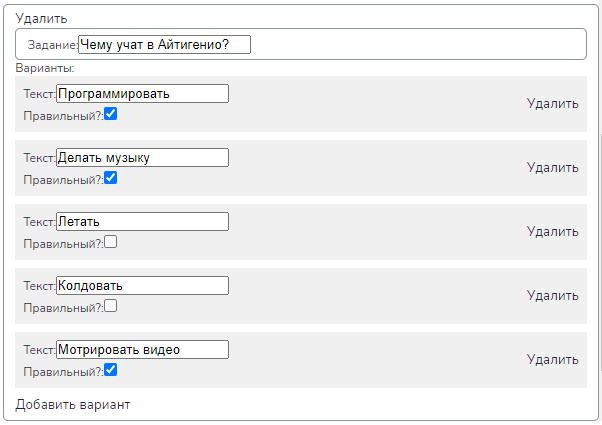 Удалить
Задание: Чему учат в Айтигенио?
Варианты:
Текст: Программировать
Удалить
Правильный?:
Текст: Делать музыку
Удалить
Правильный?:
Текст: Летать
Удалить
Правильный?:
Текст: Колдовать
Удалить
Правильный?:
Текст: Мотрировать видео
Удалить
Правильный?:
Добавить вариант